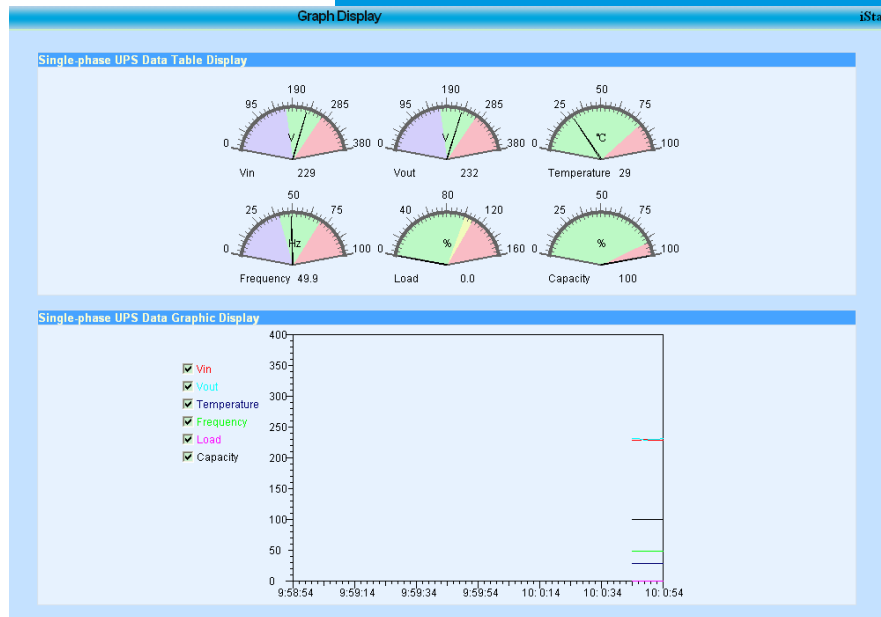 Graph Display
iSta
Single-phase UPS Data Table Display
190 190 50
95 285 95 285 25 75
V V ℃
0 380 0 380 0 100
Vin 229 Vout 232 Temperature 29
50 80 50
25 75 40 120 25 75
Hz % %
0 100 0 160 0 100
Frequency 49.9 Load 0.0 Capacity 100
Single-phase UPS Data Graphic Display
400
350
300
250
200
150
100
50
0
Vin
Vout
Temperature
Frequency
Load
Capacity
9:58:54 9:59:14 9:59:34 9:59:54 10: 0:14 10: 0:34 10: 0:54